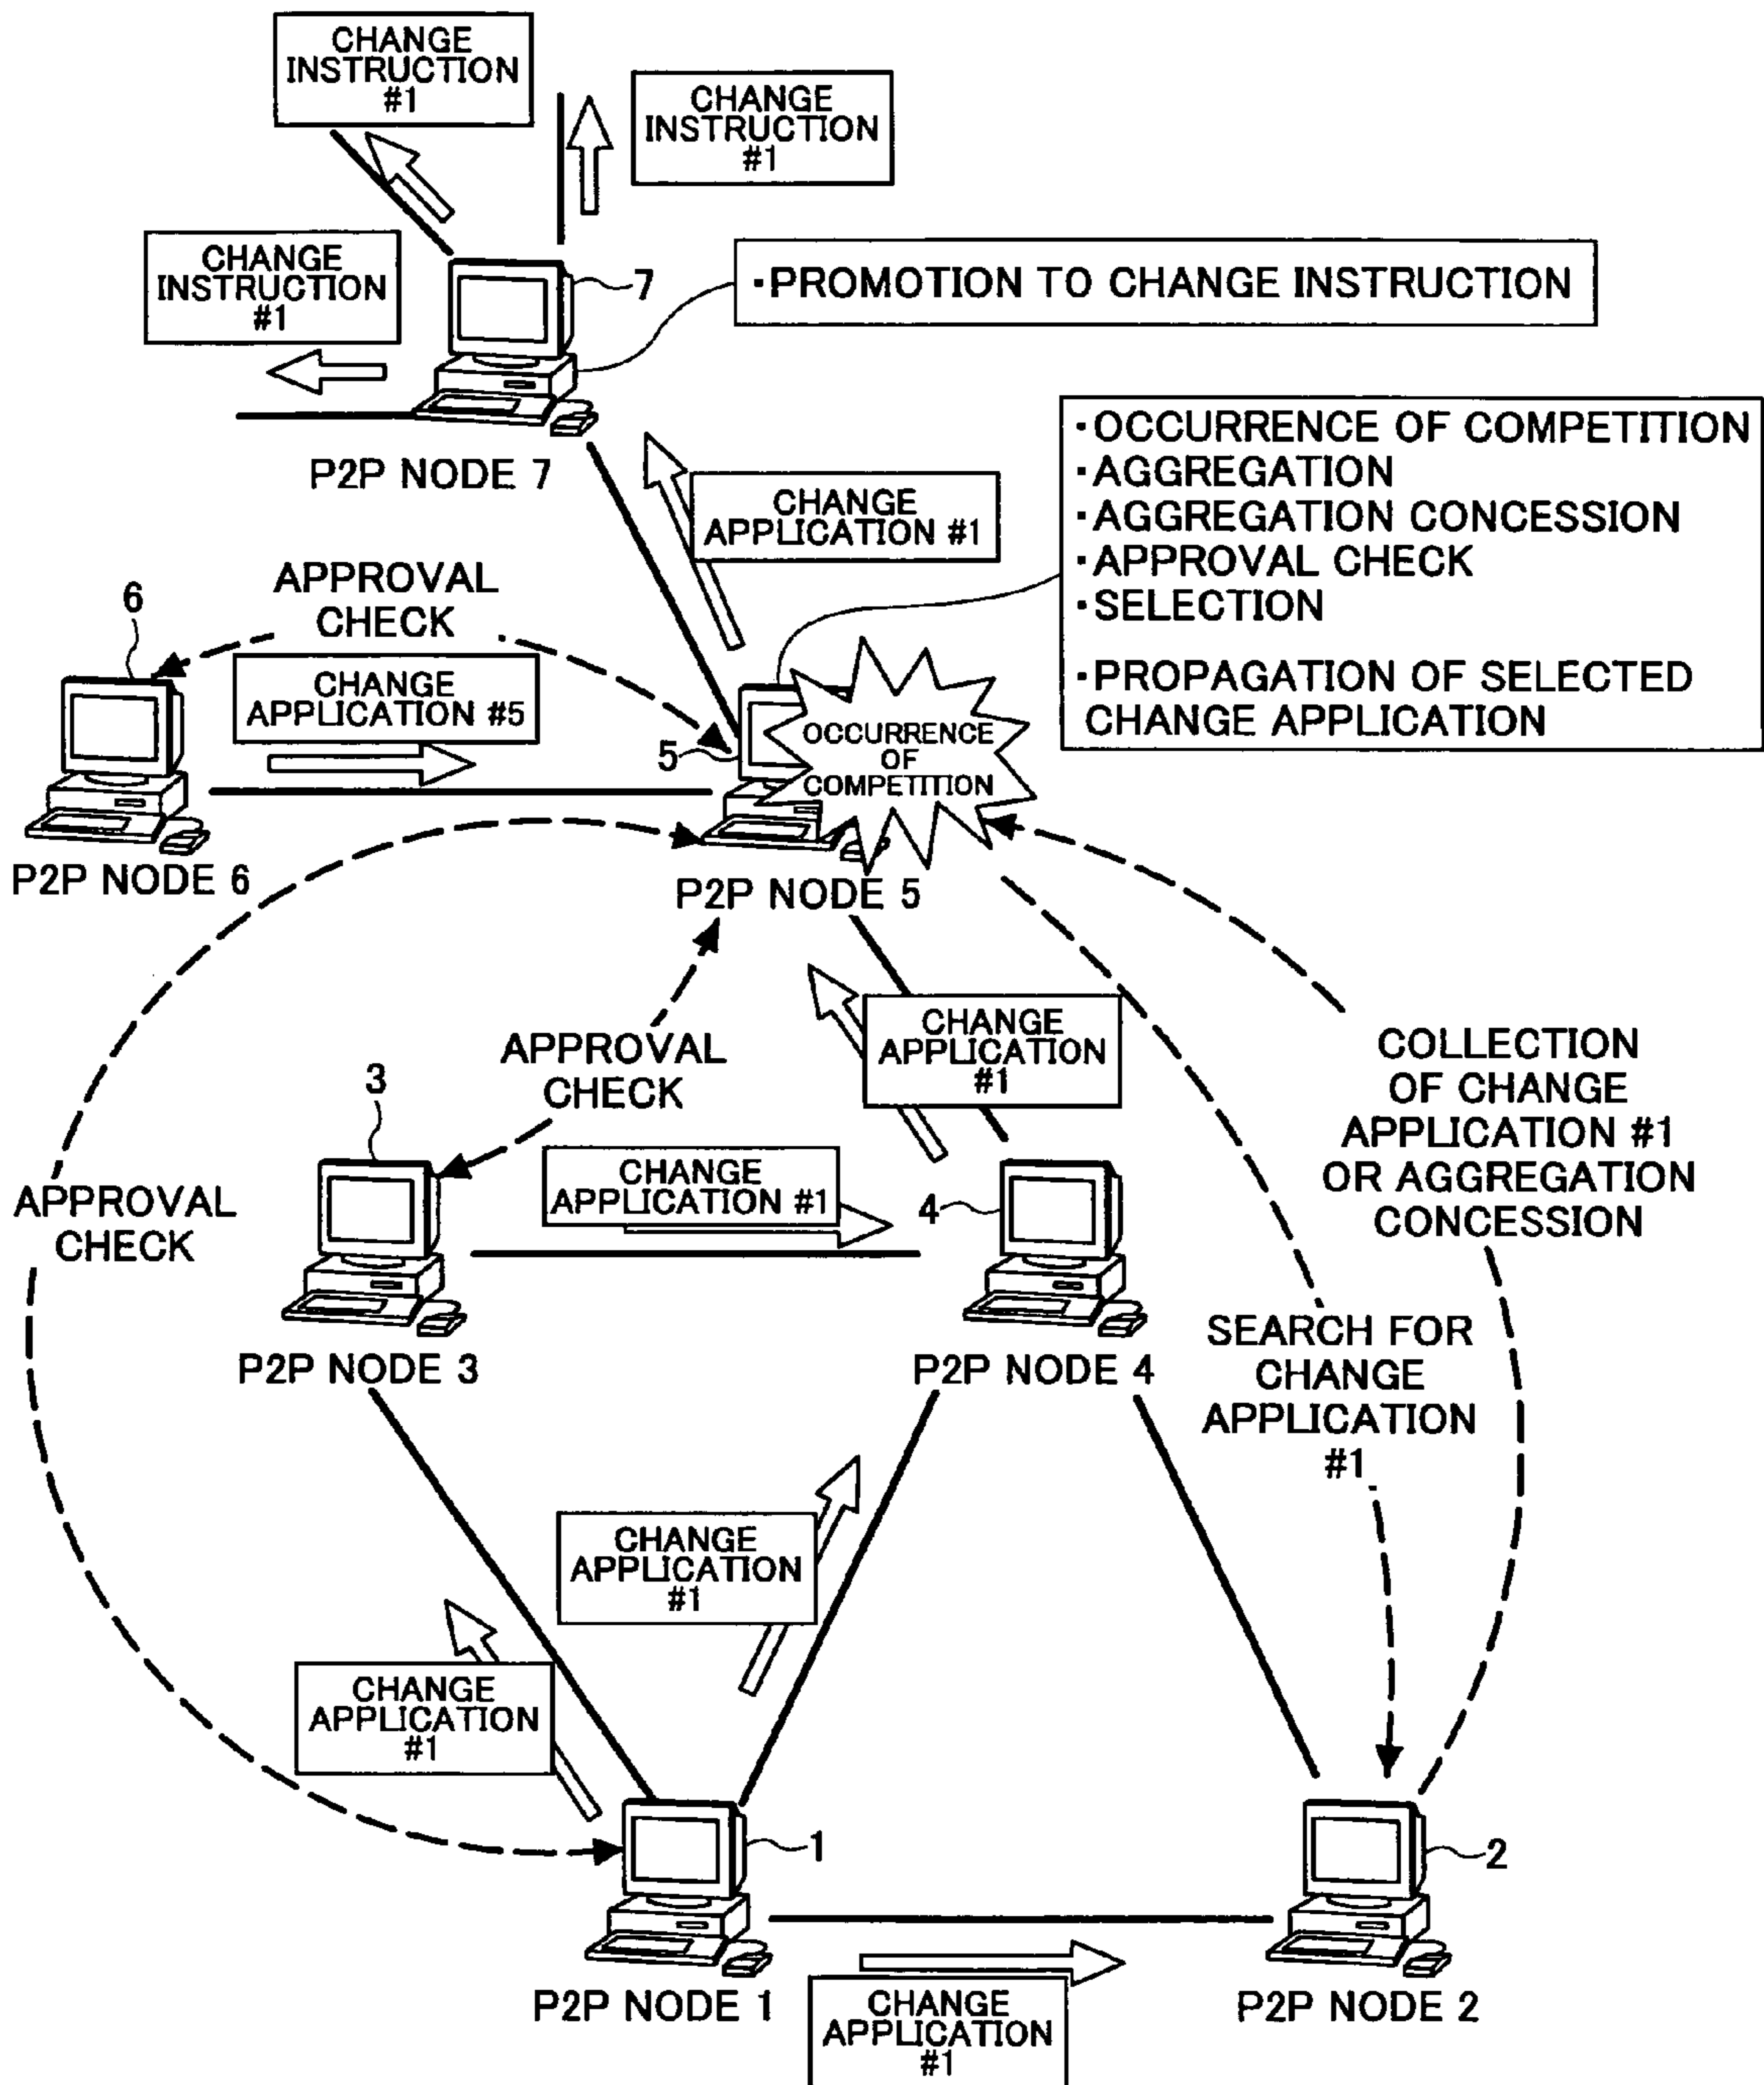 CHANGE
INSTRUCTION
#1
CHANGE
INSTRUCTION
#1
CHANGE
INSTRUCTION
#1
7
・PROMOTION TO CHANGE INSTRUCTION
P2P NODE 7
・OCCURRENCE OF COMPETITION
・AGGREGATION
・AGGREGATION CONCESSION
・APPROVAL CHECK
・SELECTION
・PROPAGATION OF SELECTED
CHANGE APPLICATION
CHANGE
APPLICATION #1
APPROVAL
CHECK
6
CHANGE
APPLICATION #5
5
OCCURRENCE
OF
COMPETITION
P2P NODE 6
P2P NODE 5
CHANGE
APPLICATION
#1
APPROVAL
CHECK
COLLECTION
OF CHANGE
APPLICATION #1
OR AGGREGATION
CONCESSION
3
CHANGE
APPLICATION #1
4
APPROVAL
CHECK
P2P NODE 3
P2P NODE 4
SEARCH FOR
CHANGE
APPLICATION
#1
CHANGE
APPLICATION
#1
CHANGE
APPLICATION
#1
1
2
P2P NODE 1
P2P NODE 2
CHANGE
APPLICATION
#1